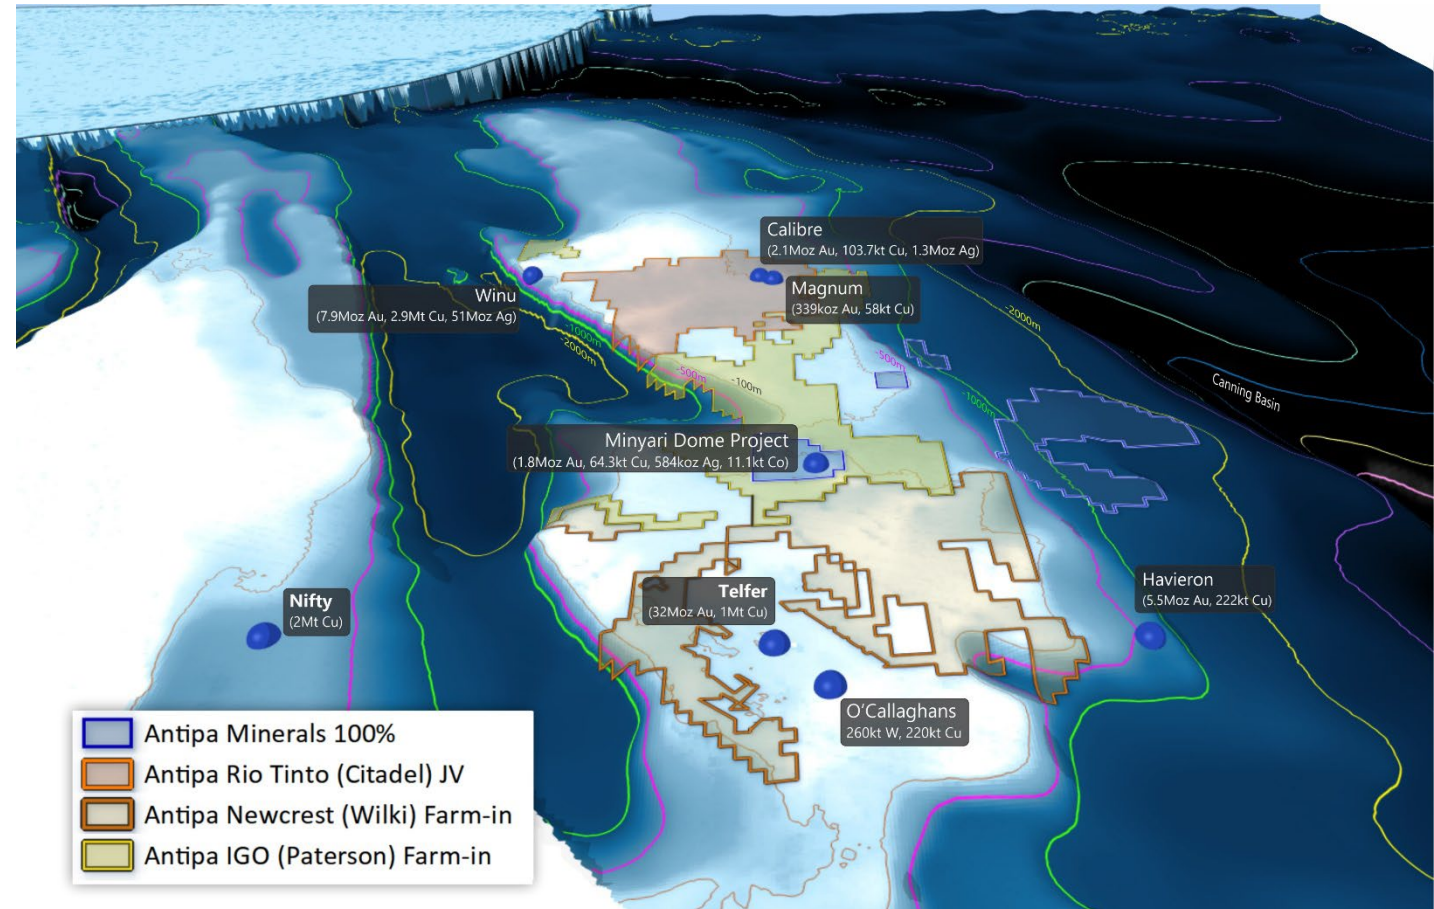 Calibre
(2.1Moz Au, 103.7kt Cu, 1.3Moz Ag)
Winu
(7.9Moz Au, 2.9Mt Cu, 51Moz Ag)
Magnum
(339koz Au, 58kt Cu)
-2000m
-1000m
-2000m
-500m
-100m
-500m
-1000m
Canning Basin
Minyari Dome Project
(1.8Moz Au, 64.3kt Cu, 584koz Ag, 11.1kt Co)
Havieron
(5.5Moz Au, 222kt Cu)
Telfer
(32Moz Au, 1Mt Cu)
Nifty
(2Mt Cu)
O'Callaghans
260kt W, 220kt Cu
Antipa Minerals 100%
Antipa Rio Tinto (Citadel) JV
Antipa Newcrest (Wilki) Farm-in
Antipa IGO (Paterson) Farm-in